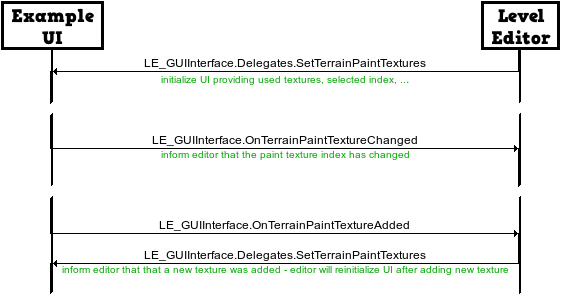 Example
UI
Level
Editor
LE_GUIInterface.Delegates.SetTerrainPaintTextures
initialize UI providing used textures, selected index, ...
LE_GUIInterface.OnTerrainPaintTextureChanged
inform editor that the paint texture index has changed
LE_GUIInterface.OnTerrainPaintTextureAdded
LE_GUIInterface.Delegates.SetTerrainPaintTextures
inform editor that that a new texture was added - editor will reinitialize UI after adding new texture